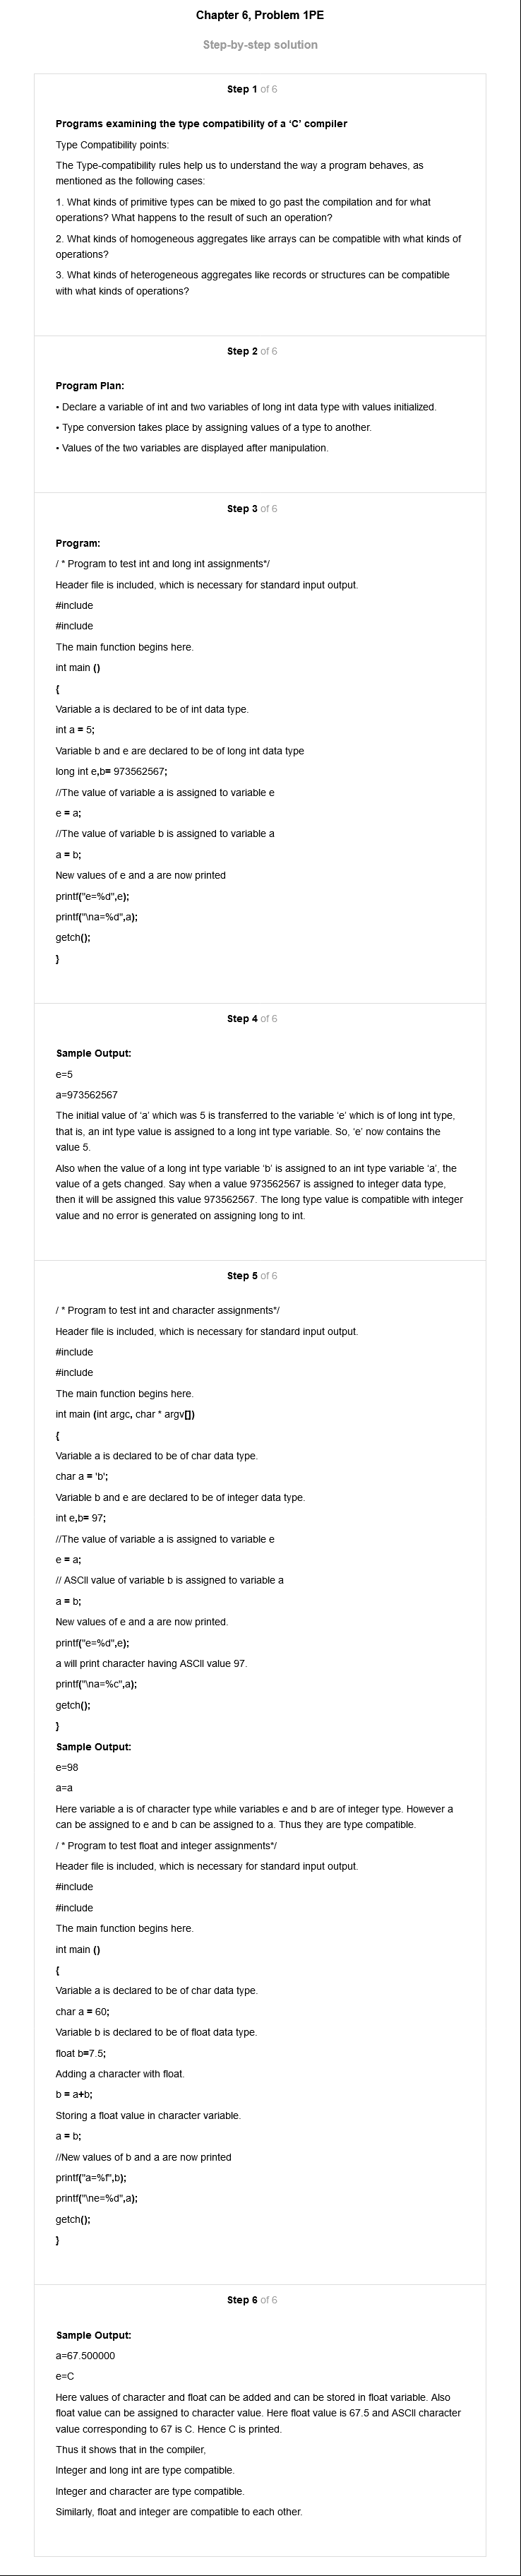 Chapter 6, Problem 1PE
Step-by-step solution
Step 1 of 6
Programs examining the type compatibility of a ‘C’ compiler
Type Compatibility points:
The Type-compatibility rules help us to understand the way a program behaves, as
mentioned as the following cases:
1. What kinds of primitive types can be mixed to go past the compilation and for what
operations? What happens to the result of such an operation?
2. What kinds of homogeneous aggregates like arrays can be compatible with what kinds of
operations?
3. What kinds of heterogeneous aggregates like records or structures can be compatible
with what kinds of operations?
Step 2 of 6
Program Plan:
• Declare a variable of int and two variables of long int data type with values initialized.
• Type conversion takes place by assigning values of a type to another.
• Values of the two variables are displayed after manipulation.
Step 3 of 6
Program:
/ * Program to test int and long int assignments*/
Header file is included, which is necessary for standard input output.
#include
#include
The main function begins here.
int main ()
{
Variable a is declared to be of int data type.
int a = 5;
Variable b and e are declared to be of long int data type
long int e,b= 973562567;
//The value of variable a is assigned to variable e
e = a;
//The value of variable b is assigned to variable a
a = b;
New values of e and a are now printed
printf("e=%d",e);
printf("\na=%d",a);
getch();
}
Step 4 of 6
Sample Output:
e=5
a=973562567
The initial value of ‘a’ which was 5 is transferred to the variable ‘e’ which is of long int type,
that is, an int type value is assigned to a long int type variable. So, ‘e’ now contains the
value 5.
Also when the value of a long int type variable ‘b’ is assigned to an int type variable ‘a’, the
value of a gets changed. Say when a value 973562567 is assigned to integer data type,
then it will be assigned this value 973562567. The long type value is compatible with integer
value and no error is generated on assigning long to int.
Step 5 of 6
/ * Program to test int and character assignments*/
Header file is included, which is necessary for standard input output.
#include
#include
The main function begins here.
int main (int argc, char * argv[])
{
Variable a is declared to be of char data type.
char a = 'b';
Variable b and e are declared to be of integer data type.
int e,b= 97;
//The value of variable a is assigned to variable e
e = a;
// ASCII value of variable b is assigned to variable a
a = b;
New values of e and a are now printed.
printf("e=%d",e);
a will print character having ASCII value 97.
printf("\na=%c",a);
getch();
}
Sample Output:
e=98
a=a
Here variable a is of character type while variables e and b are of integer type. However a
can be assigned to e and b can be assigned to a. Thus they are type compatible.
/ * Program to test float and integer assignments*/
Header file is included, which is necessary for standard input output.
#include
#include
The main function begins here.
int main ()
{
Variable a is declared to be of char data type.
char a = 60;
Variable b is declared to be of float data type.
float b=7.5;
Adding a character with float.
b = a+b;
Storing a float value in character variable.
a = b;
//New values of b and a are now printed
printf("a=%f",b);
printf("\ne=%d",a);
getch();
}
Step 6 of 6
Sample Output:
a=67.500000
e=C
Here values of character and float can be added and can be stored in float variable. Also
float value can be assigned to character value. Here float value is 67.5 and ASCII character
value corresponding to 67 is C. Hence C is printed.
Thus it shows that in the compiler,
Integer and long int are type compatible.
Integer and character are type compatible.
Similarly, float and integer are compatible to each other.